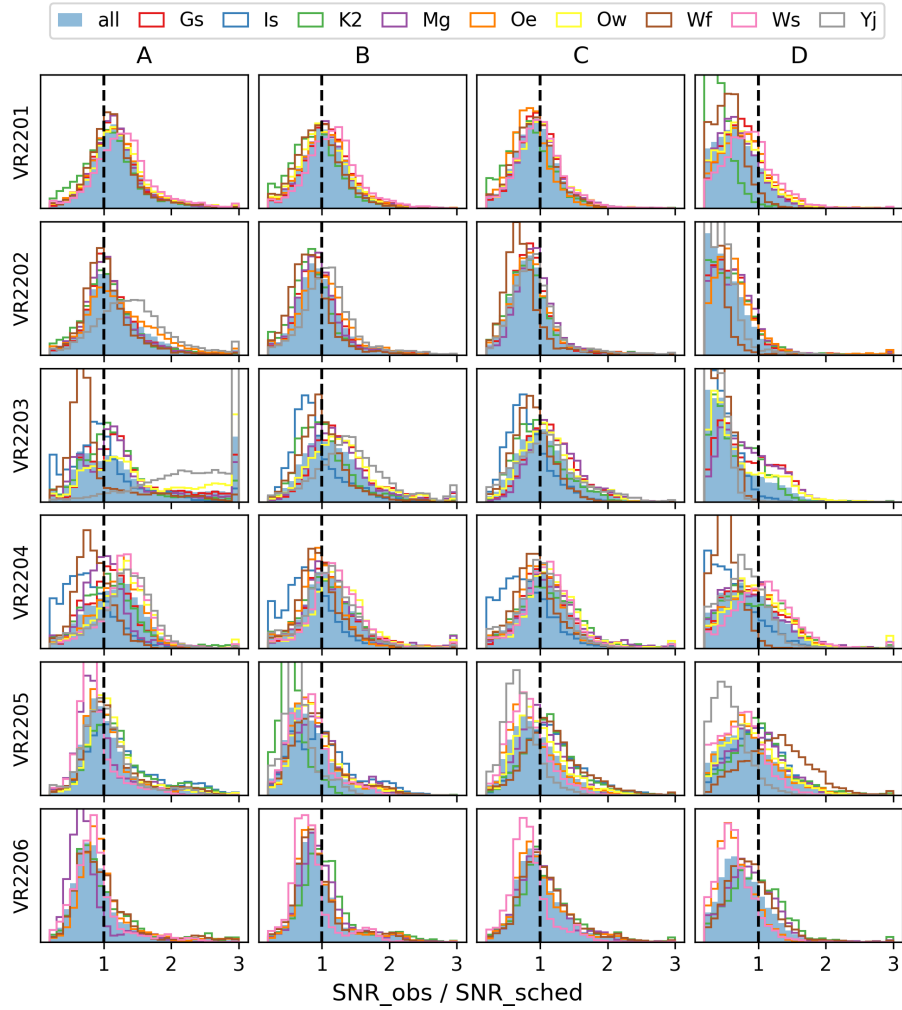 all Gs Is K2 Mg Oe Ow Wf Ws Yj
A B C D
VR2201
VR2202
VR2203
VR2204
VR2205
VR2206
1 2 3 1 2 3 1 2 3 1 2 3
SNR_obs / SNR_sched